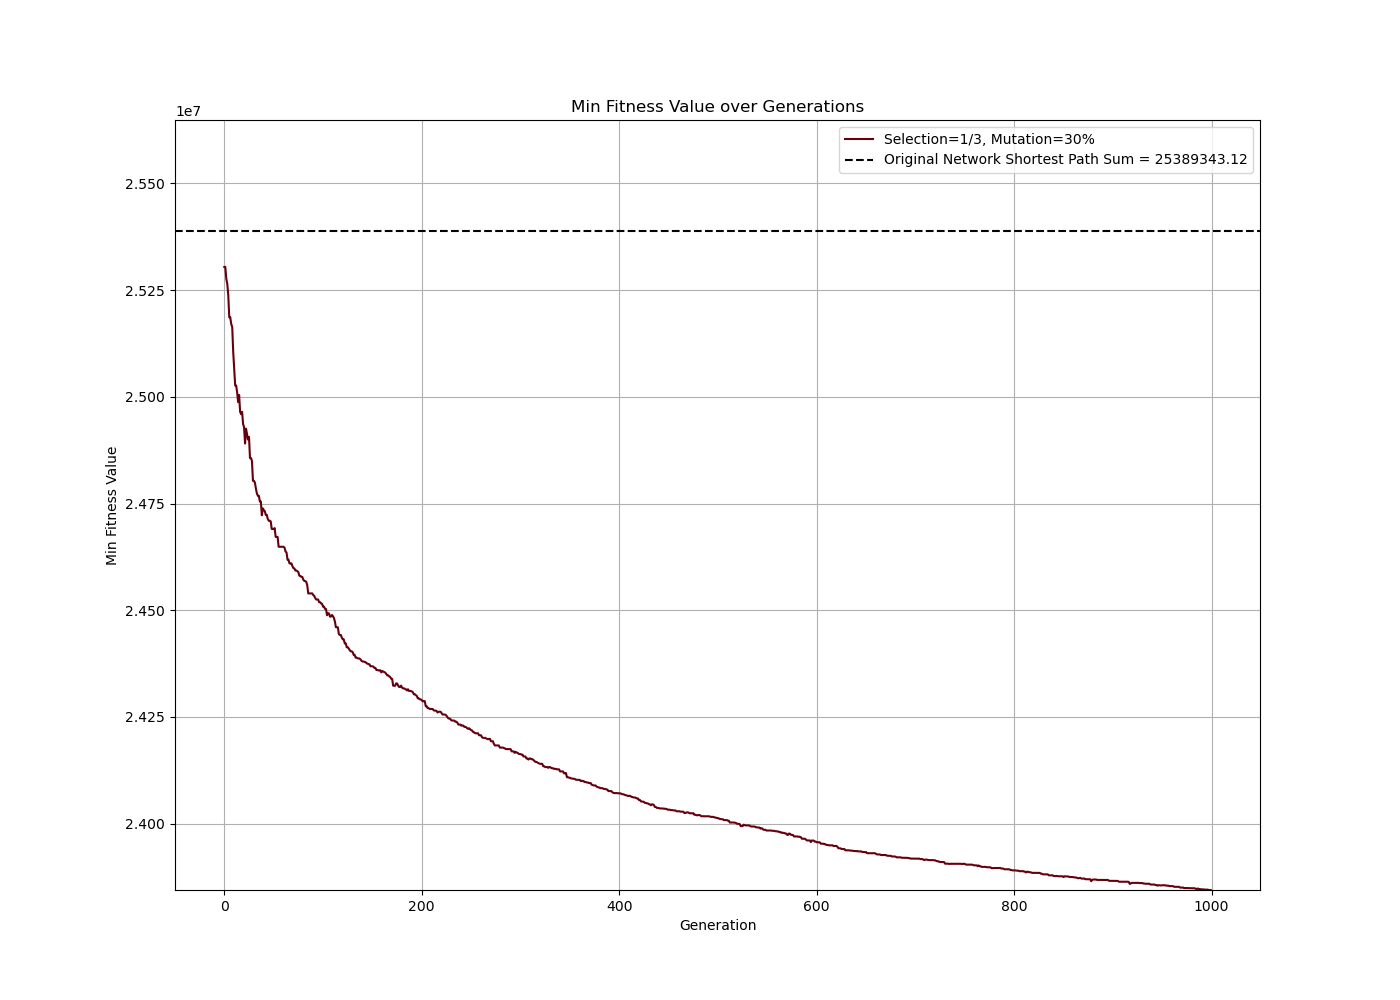 Min Fitness Value over Generations
1e7
Selection=1/3, Mutation=30%
Original Network Shortest Path Sum = 25389343.12
2.550
2.525
2.500
2.475
2.450
2.425
2.400
Min Fitness Value
0 200 400 600 800 1000
Generation